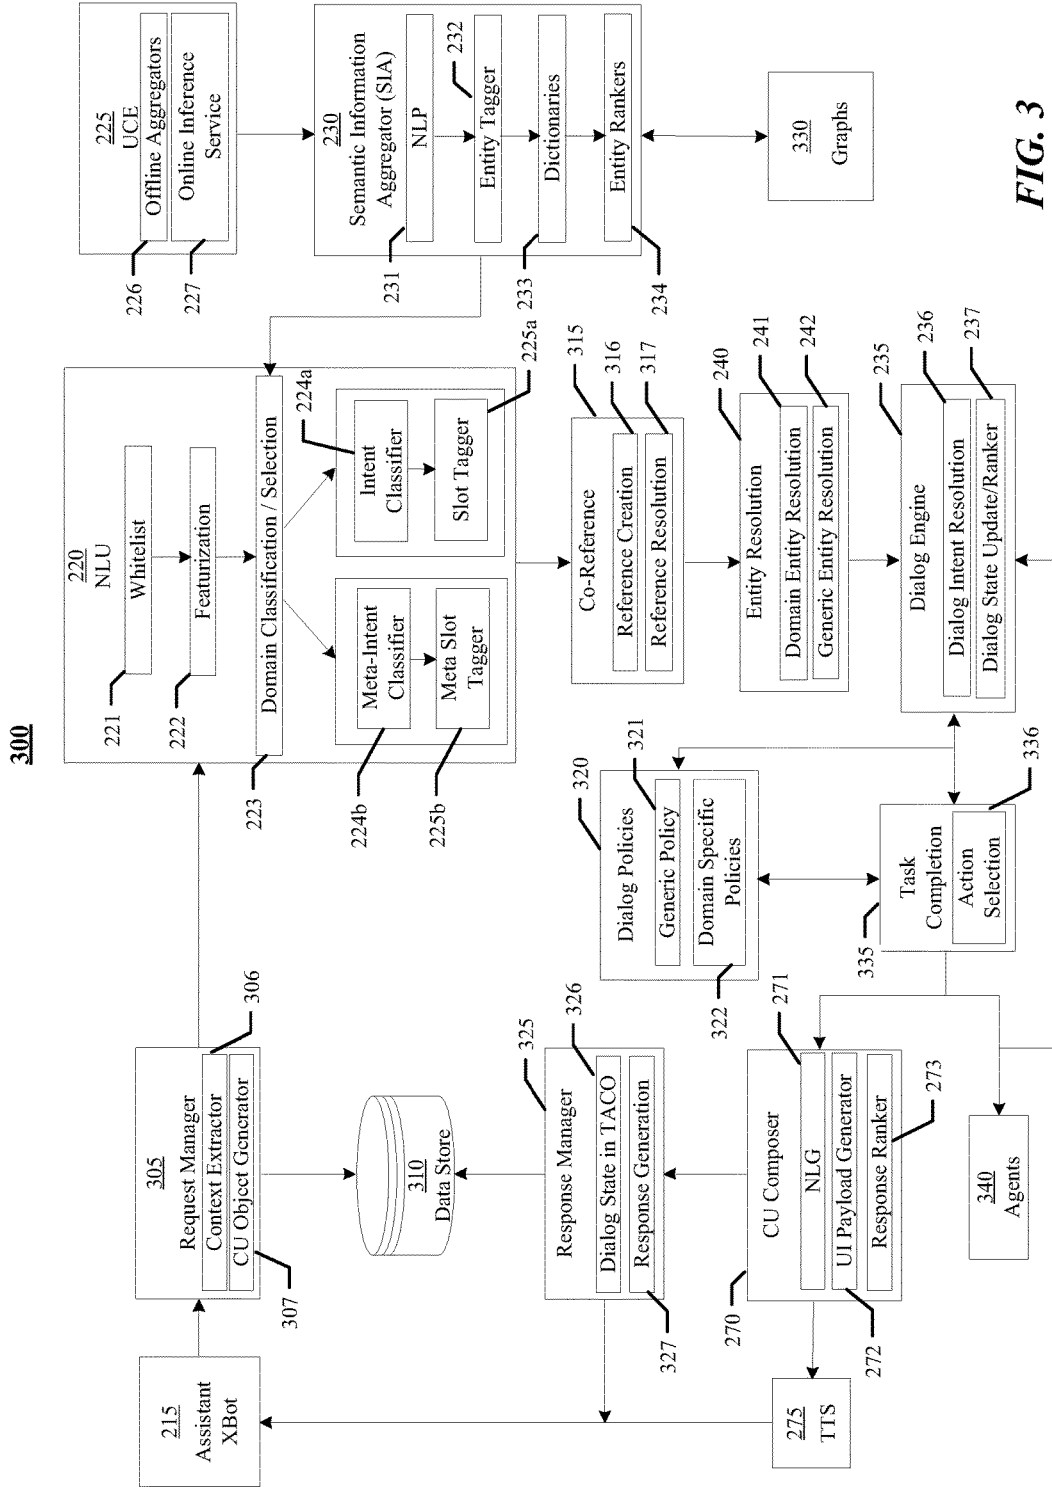 300
215
Assistant
XBot
305
Request Manager
Context Extractor
CU Object Generator
306
307
310
Data Store
220
NLU
221
Whitelist
222
Featurization
223
Domain Classification / Selection
224b
Meta-Intent
Classifier
225b
Meta Slot
Tagger
224a
Intent
Classifier
225a
Slot Tagger
225
UCE
Offline Aggregators
Online Inference
Service
226
227
230
Semantic Information
Aggregator (SIA)
231
NLP
232
Entity Tagger
233
Dictionaries
234
Entity Rankers
330
Graphs
315
Co-Reference
316
Reference Creation
317
Reference Resolution
240
Entity Resolution
241
Domain Entity Resolution
242
Generic Entity Resolution
235
Dialog Engine
236
Dialog Intent Resolution
237
Dialog State Update/Ranker
320
Dialog Policies
321
Generic Policy
322
Domain Specific
Policies
335
Task
Completion
336
Action
Selection
325
Response Manager
326
Dialog State in TACO
327
Response Generation
270
CU Composer
271
NLG
272
UI Payload Generator
273
Response Ranker
275
TTS
340
Agents
FIG. 3